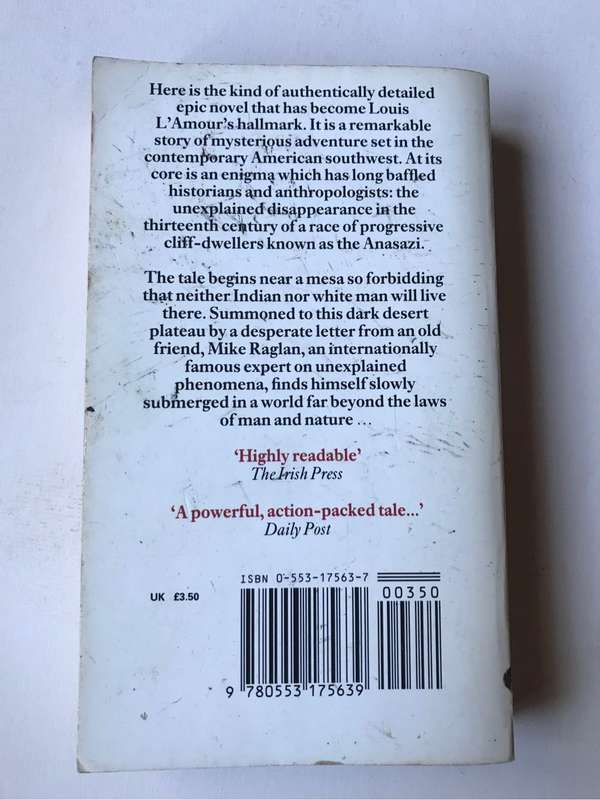 Here is the kind of authentically detailed
epic novel that has become Louis
L'Amour's hallmark. It is a remarkable
story of mysterious adventure set in the
contemporary American southwest. At its
core is an enigma which has long baffled
historians and anthropologists: the
unexplained disappearance in the
thirteenth century of a race of progressive
cliff-dwellers known as the Anasazi.
The tale begins near a mesa so forbidding
that neither Indian nor white man will live
there. Summoned to this dark desert
plateau by a desperate letter from an old
friend, Mike Raglan, an internationally
famous expert on unexplained
phenomena, finds himself slowly
submerged in a world far beyond the laws
of man and nature ...
‘Highly readable’
The Irish Press
‘A powerful, action-packed tale...’
Daily Post
ISBN 0-553-17563-7
UK £3.50
00350
9 780553 175639